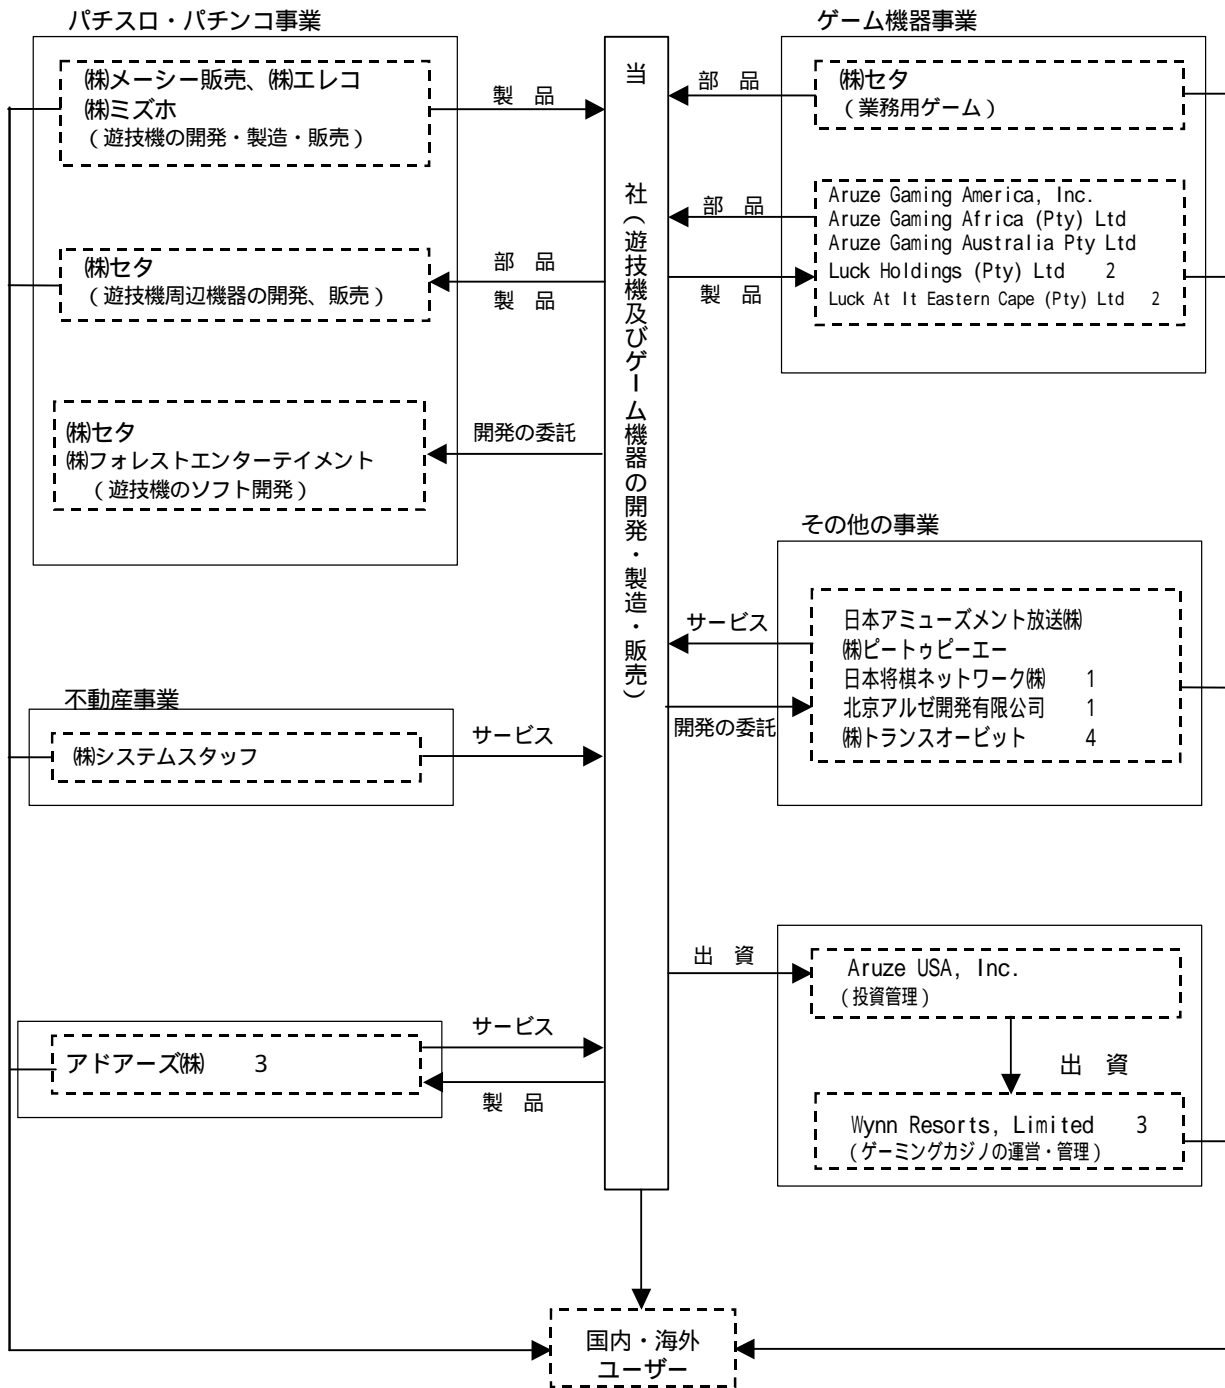 パチスロ・パチンコ事業
㈱メーシー販売、㈱エレコ
㈱ミズホ
（遊技機の開発・製造・販売）
製　品
㈱セタ
（遊技機周辺機器の開発、販売）
部　品
製　品
㈱セタ
㈱フォレストエンターテイメント
（遊技機のソフト開発）
開発の委託
不動産事業
㈱システムスタッフ
サービス
アドアーズ㈱　3
サービス
製　品
当　社（遊技機及びゲーム機器の開発・製造・販売）
ゲーム機器事業
部　品
㈱セタ
（業務用ゲーム）
部　品
製　品
Aruze Gaming America, Inc.
Aruze Gaming Africa (Pty) Ltd
Aruze Gaming Australia Pty Ltd
Luck Holdings (Pty) Ltd　2
Luck At It Eastern Cape (Pty) Ltd　2
その他の事業
サービス
開発の委託
日本アミューズメント放送㈱
㈱ピートゥピーエー
日本将棋ネットワーク㈱　1
北京アルゼ開発有限公司　1
㈱トランスオービット　4
出　資
Aruze USA, Inc.
（投資管理）
出　資
Wynn Resorts, Limited　3
（ゲーミングカジノの運営・管理）
国内・海外
ユーザー